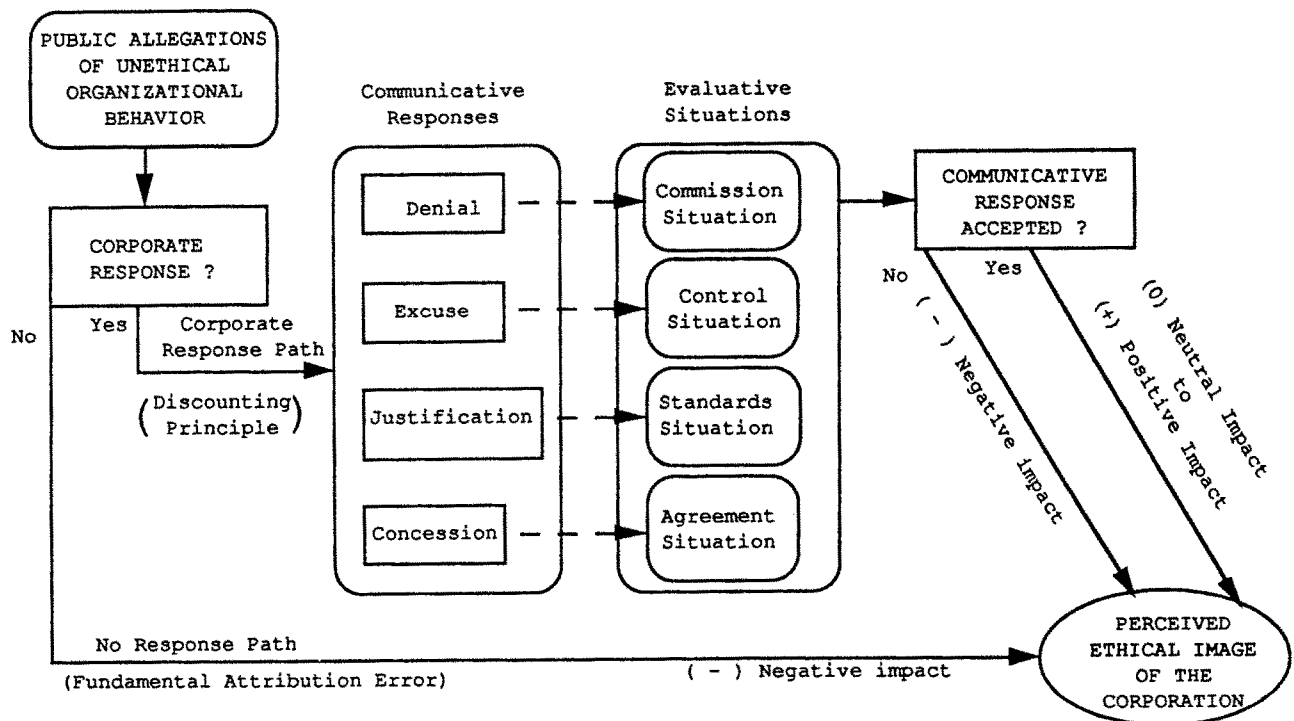 PUBLIC ALLEGATIONS
OF UNETHICAL
ORGANIZATIONAL
BEHAVIOR
CORPORATE
RESPONSE ?
No
Yes
Corporate
Response Path
(Discounting
Principle)
Communicative
Responses
Denial
Excuse
Justification
Concession
Evaluative
Situations
Commission
Situation
Control
Situation
Standards
Situation
Agreement
Situation
COMMUNICATIVE
RESPONSE
ACCEPTED ?
No
Yes
( - ) Negative impact
(0) Neutral Impact
to
(+) Positive Impact
No Response Path
(Fundamental Attribution Error)
( - ) Negative impact
PERCEIVED
ETHICAL IMAGE
OF THE
CORPORATION